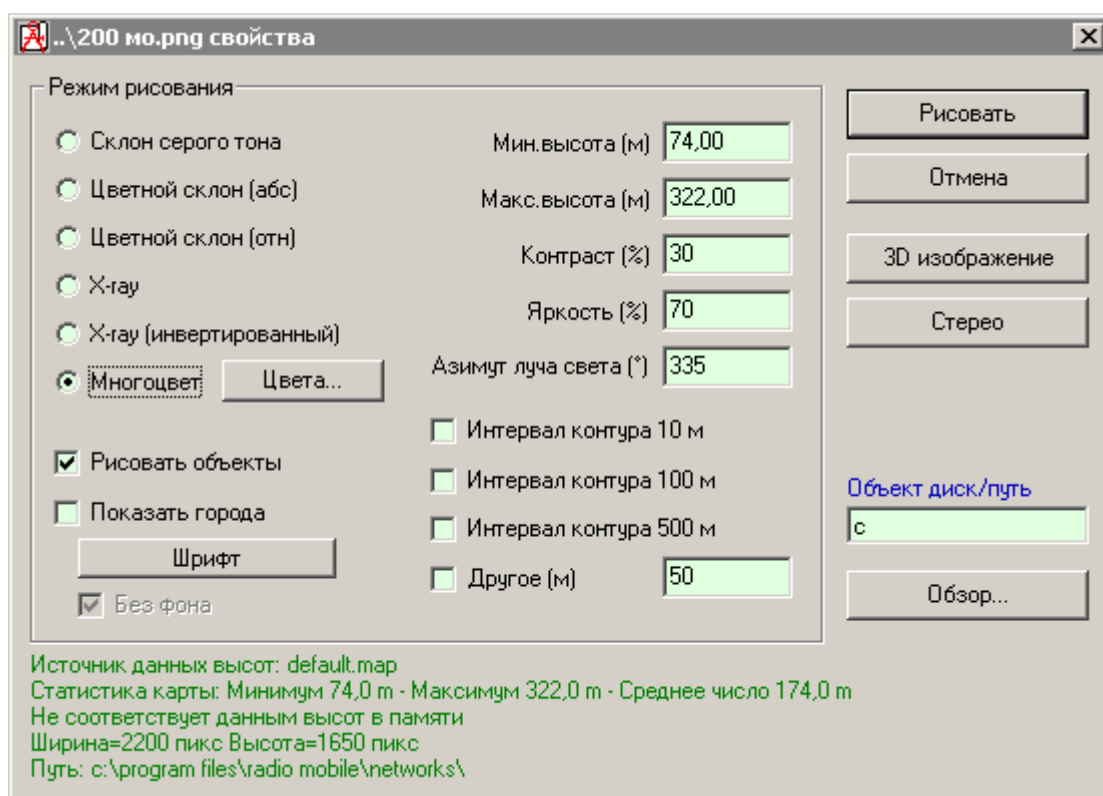 ..\200 мо.png свойства
Режим рисования
Склон серого тона
Цветной склон (абс)
Цветной склон (отн)
X-ray
X-ray (инвертированный)
Многоцвет
Цвета...
Рисовать объекты
Показать города
Шрифт
Без фона
Мин.высота (м) 74,00
Макс.высота (м) 322,00
Контраст (%) 30
Яркость (%) 70
Азимут луча света (°) 335
Интервал контура 10 м
Интервал контура 100 м
Интервал контура 500 м
Другое (м) 50
Рисовать
Отмена
3D изображение
Стерео
Объект диск/путь
c
Обзор...
Источник данных высот: default.map
Статистика карты: Минимум 74,0 m - Максимум 322,0 m - Среднее число 174,0 m
Не соответствует данным высот в памяти
Ширина=2200 пикс Высота=1650 пикс
Путь: c:\program files\radio mobile\networks\